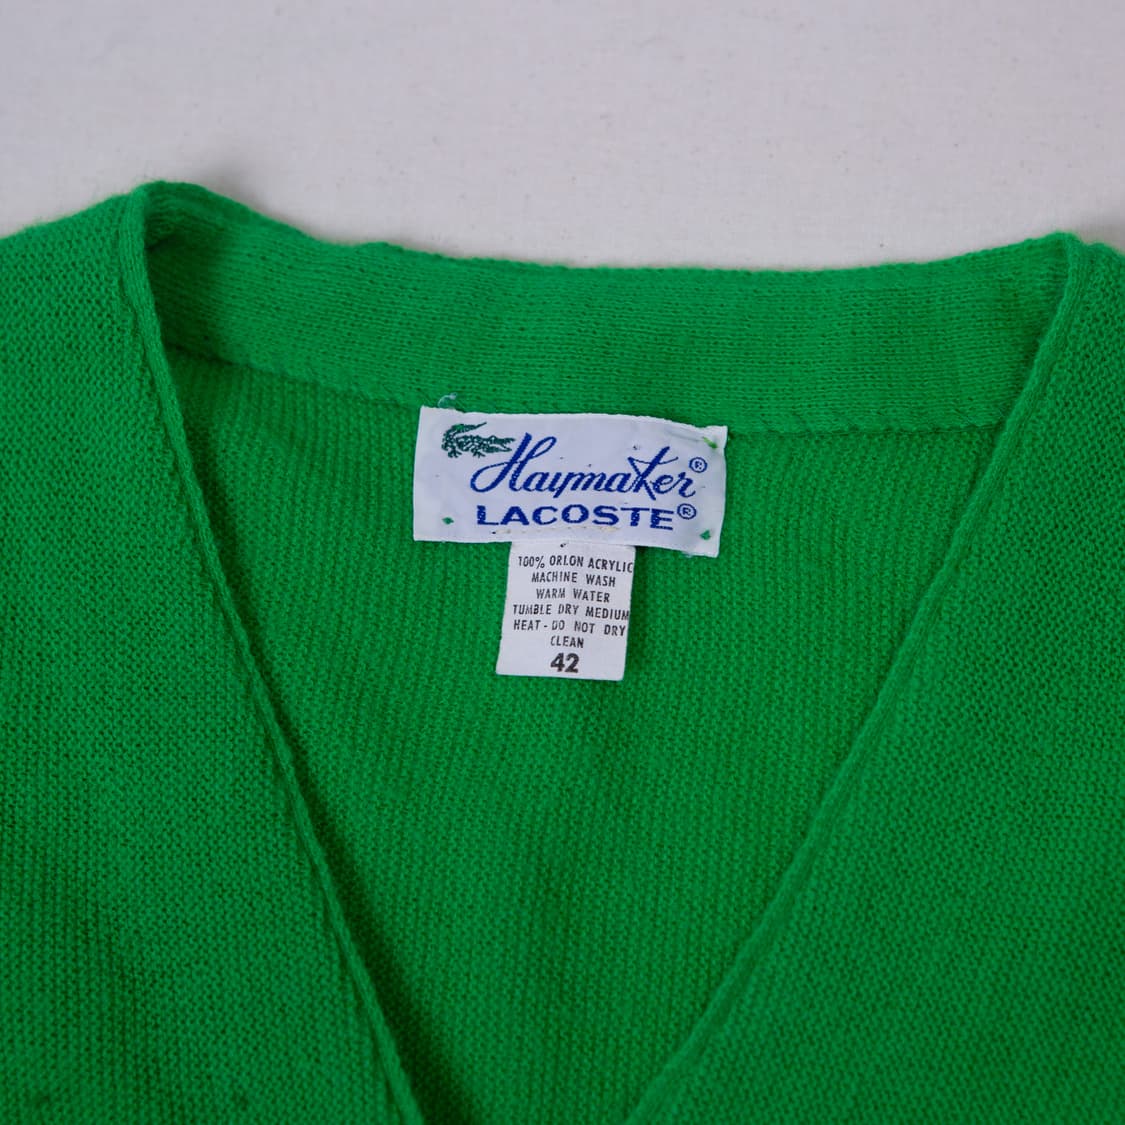 Haymaker®
LACOSTE®
100% ORLON ACRYLIC
MACHINE WASH
WARM WATER
TUMBLE DRY MEDIUM
HEAT - DO NOT DRY
CLEAN
42